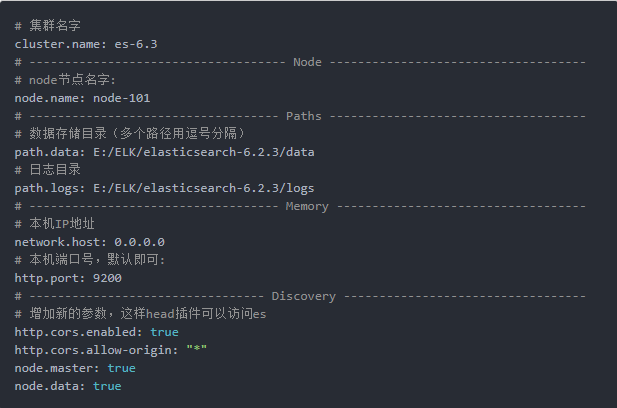 # 集群名字
cluster.name: es-6.3
# ----------------------------------- Node ------------------------------------
# node节点名字:
node.name: node-101
# ----------------------------------- Paths -----------------------------------
# 数据存储目录（多个路径用逗号分隔）
path.data: E:/ELK/elasticsearch-6.2.3/data
# 日志目录
path.logs: E:/ELK/elasticsearch-6.2.3/logs
# ----------------------------------- Memory -----------------------------------
# 本机IP地址
network.host: 0.0.0.0
# 本机端口号，默认即可:
http.port: 9200
# --------------------------------- Discovery ----------------------------------
# 增加新的参数，这样head插件可以访问es
http.cors.enabled: true
http.cors.allow-origin: "*"
node.master: true
node.data: true